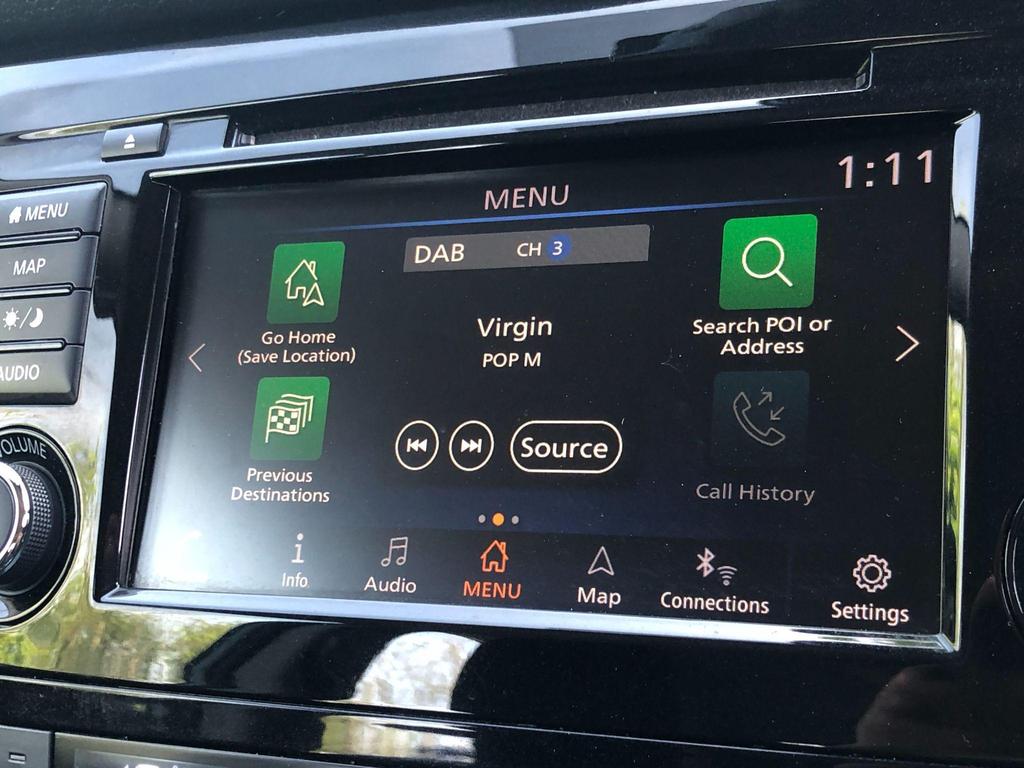 MENU
1:11
MENU
MAP
AUDIO
VOLUME
DAB CH 3
Go Home
(Save Location)
Virgin
POP M
Search POI or
Address
Previous
Destinations
Source
Call History
Info
Audio
MENU
Map
Connections
Settings